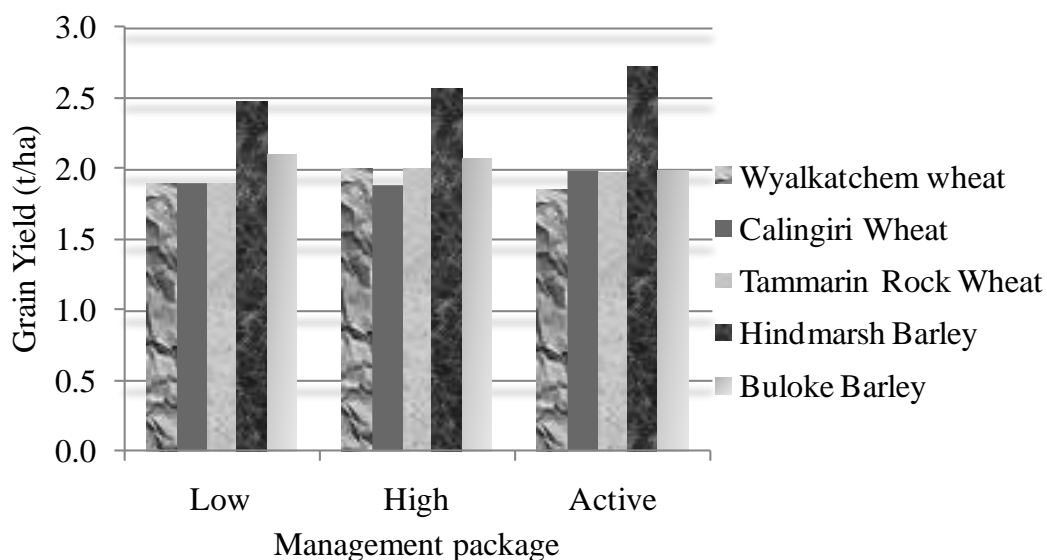 3.0
2.5
2.0
1.5
1.0
0.5
0.0
Grain Yield (t/ha)
Low
High
Active
Management package
Wyalkatchem wheat
Calingiri Wheat
Tammarin Rock Wheat
Hindmarsh Barley
Buloke Barley